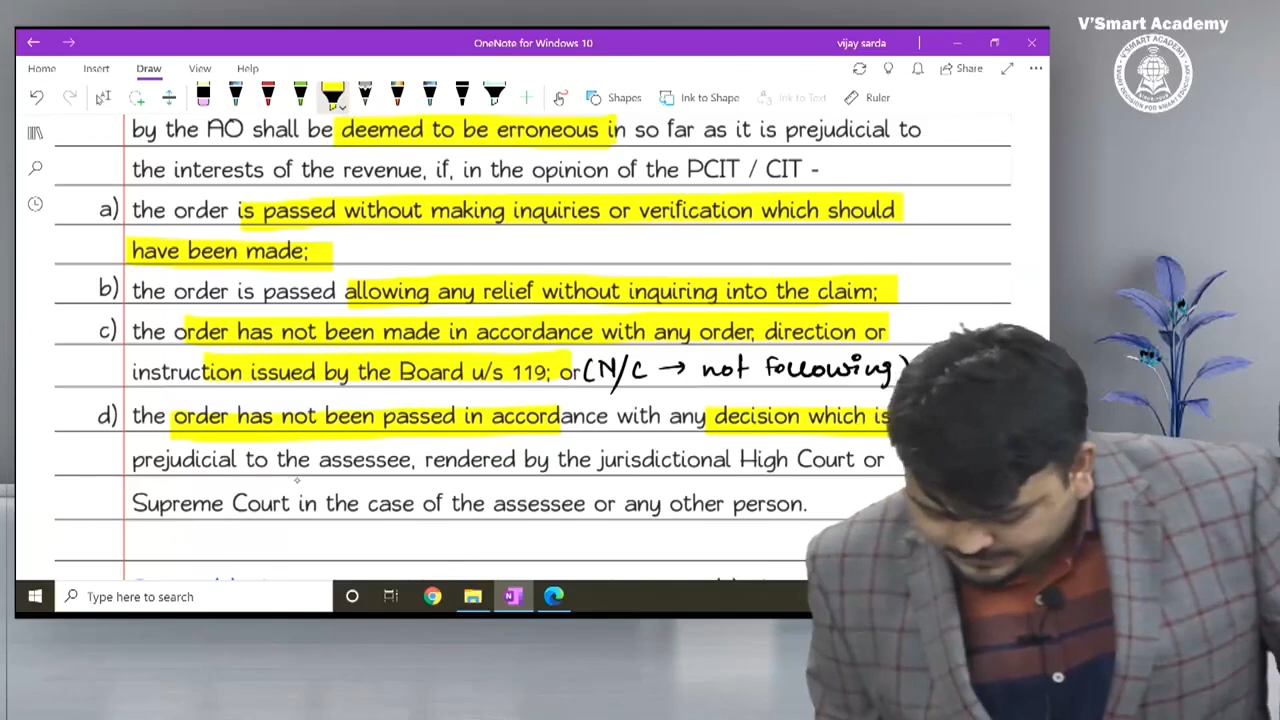 V'Smart Academy
OneNote for Windows 10
vijay sarda
Home Insert Draw View Help
Share
Shapes Ink to Shape Ink to Text Ruler
by the AO shall be deemed to be erroneous in so far as it is prejudicial to
the interests of the revenue, if, in the opinion of the PCIT / CIT -
a) the order is passed without making inquiries or verification which should
have been made;
b) the order is passed allowing any relief without inquiring into the claim;
c) the order has not been made in accordance with any order, direction or
instruction issued by the Board u/s 119; or (N/C → not following)
d) the order has not been passed in accordance with any decision which is
prejudicial to the assessee, rendered by the jurisdictional High Court or
Supreme Court in the case of the assessee or any other person.
Type here to search